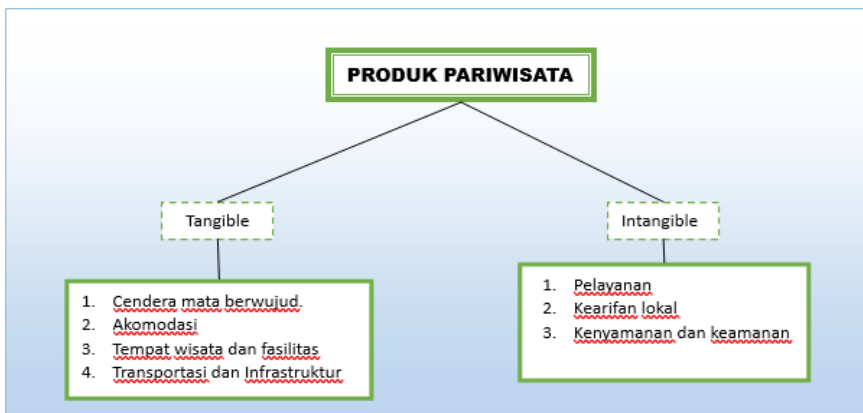 PRODUK PARIWISATA
Tangible
1. Cendera mata berwujud.
2. Akomodasi
3. Tempat wisata dan fasilitas
4. Transportasi dan Infrastruktur
Intangible
1. Pelayanan
2. Kearifan lokal
3. Kenyamanan dan keamanan